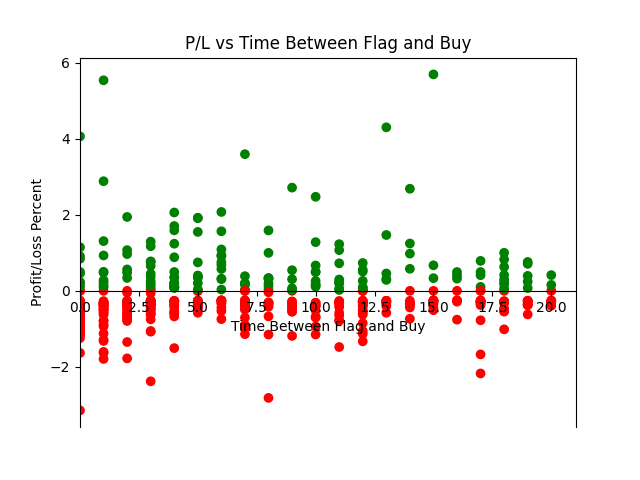 P/L vs Time Between Flag and Buy
6
4
2
0
−2
Profit/Loss Percent
0.0 2.5 5.0 7.5 10.0 12.5 15.0 17.5 20.0
Time Between Flag and Buy